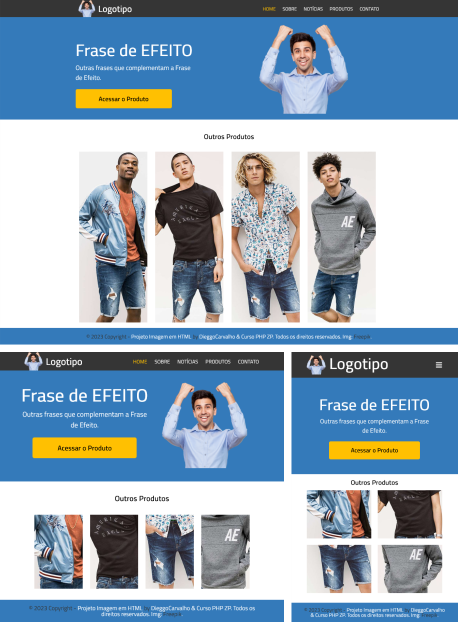 Logotipo
HOME SOBRE NOTÍCIAS PRODUTOS CONTATO
Frase de EFEITO
Outras frases que complementam a Frase
de Efeito.
Acessar o Produto
Outros Produtos
AMERICA
AE
© 2023 Copyright - Projeto Imagem em HTML DieggoCarvalho & Curso PHP ZP. Todos os direitos reservados. Img: Freepik
Logotipo
HOME SOBRE NOTÍCIAS PRODUTOS CONTATO
Frase de EFEITO
Outras frases que complementam a Frase
de Efeito.
Acessar o Produto
Outros Produtos
AMERICA
AE
© 2023 Copyright - Projeto Imagem em HTML DieggoCarvalho & Curso PHP ZP. Todos os
direitos reservados. Img: Freepik
Logotipo
Frase de EFEITO
Outras frases que complementam a Frase
de Efeito.
Acessar o Produto
Outros Produtos
AE
© 2023 Copyright - Projeto Imagem em HTML DieggoCarvalho & Curso PHP ZP. Todos
os direitos reservados. Img: Freepik